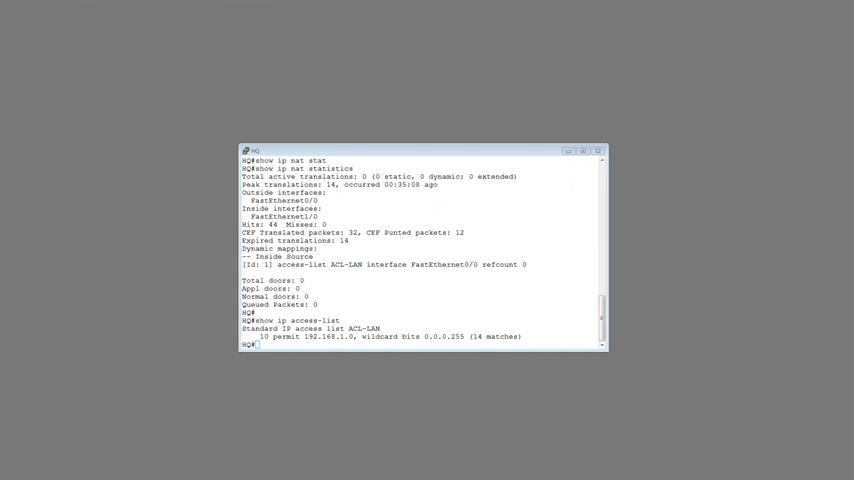 HQ
HQ#show ip nat stat
HQ#show ip nat statistics
Total active translations: 0 (0 static, 0 dynamic; 0 extended)
Peak translations: 14, occurred 00:35:08 ago
Outside interfaces:
  FastEthernet0/0
Inside interfaces:
  FastEthernet1/0
Hits: 44  Misses: 0
CEF Translated packets: 32, CEF Punted packets: 12
Expired translations: 14
Dynamic mappings:
-- Inside Source
[Id: 1] access-list ACL-LAN interface FastEthernet0/0 refcount 0
Total doors: 0
Appl doors: 0
Normal doors: 0
Queued Packets: 0
HQ#
HQ#show ip access-list
Standard IP access list ACL-LAN
    10 permit 192.168.1.0, wildcard bits 0.0.0.255 (14 matches)
HQ#